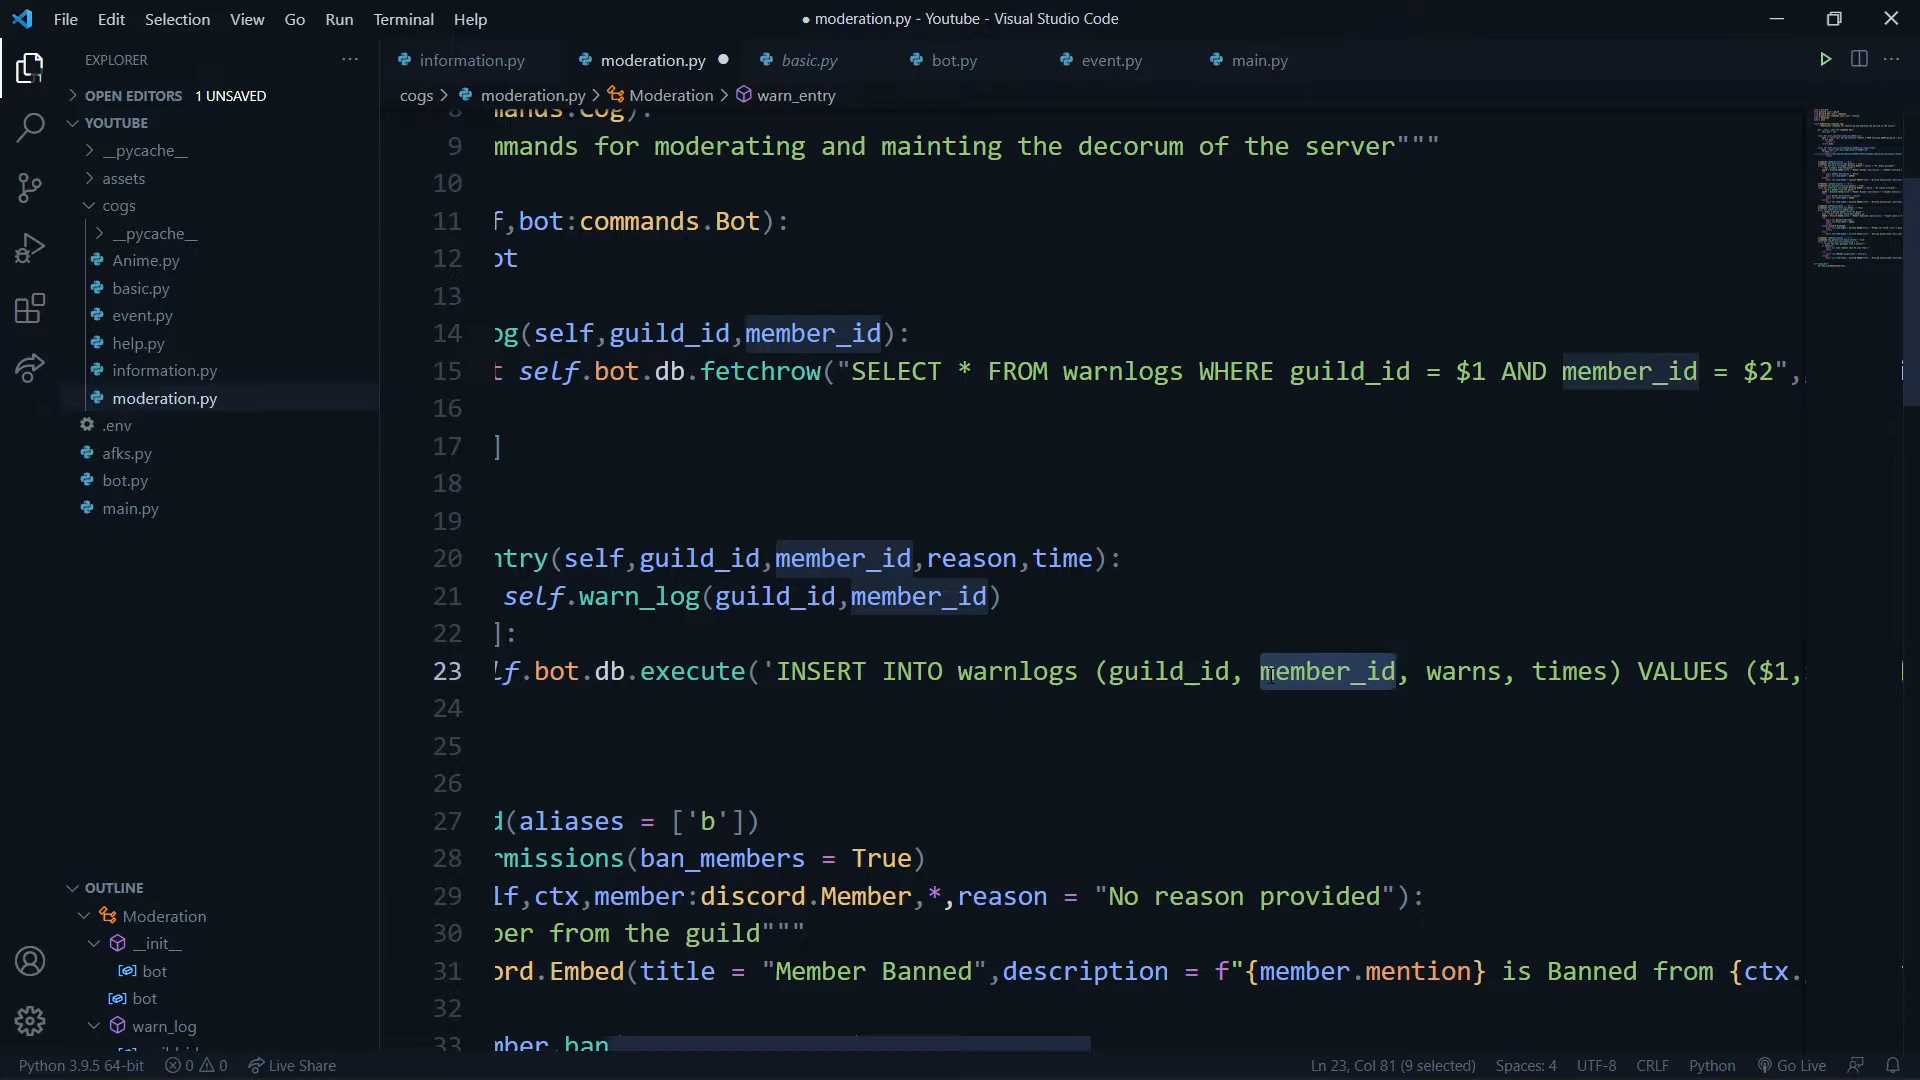 File Edit Selection View Go Run Terminal Help
● moderation.py - Youtube - Visual Studio Code
EXPLORER
information.py moderation.py basic.py bot.py event.py main.py
OPEN EDITORS 1 UNSAVED
cogs > moderation.py > Moderation > warn_entry
YOUTUBE
__pycache__
assets
cogs
__pycache__
Anime.py
basic.py
event.py
help.py
information.py
moderation.py
.env
afks.py
bot.py
main.py
OUTLINE
Moderation
__init__
bot
bot
warn_log
8 mands.Cog):
9 mmands for moderating and mainting the decorum of the server"""
10
11 f,bot:commands.Bot):
12 ot
13
14 og(self,guild_id,member_id):
15 t self.bot.db.fetchrow("SELECT * FROM warnlogs WHERE guild_id = $1 AND member_id = $2",
16
17 ]
18
19
20 ntry(self,guild_id,member_id,reason,time):
21 self.warn_log(guild_id,member_id)
22 ]:
23 lf.bot.db.execute('INSERT INTO warnlogs (guild_id, member_id, warns, times) VALUES ($1,
24
25
26
27 d(aliases = ['b'])
28 rmissions(ban_members = True)
29 lf,ctx,member:discord.Member,*,reason = "No reason provided"):
30 ber from the guild"""
31 ord.Embed(title = "Member Banned",description = f"{member.mention} is Banned from {ctx.
32
33 mber.ban
Python 3.9.5 64-bit 0 0 Live Share Ln 23, Col 81 (9 selected) Spaces: 4 UTF-8 CRLF Python Go Live